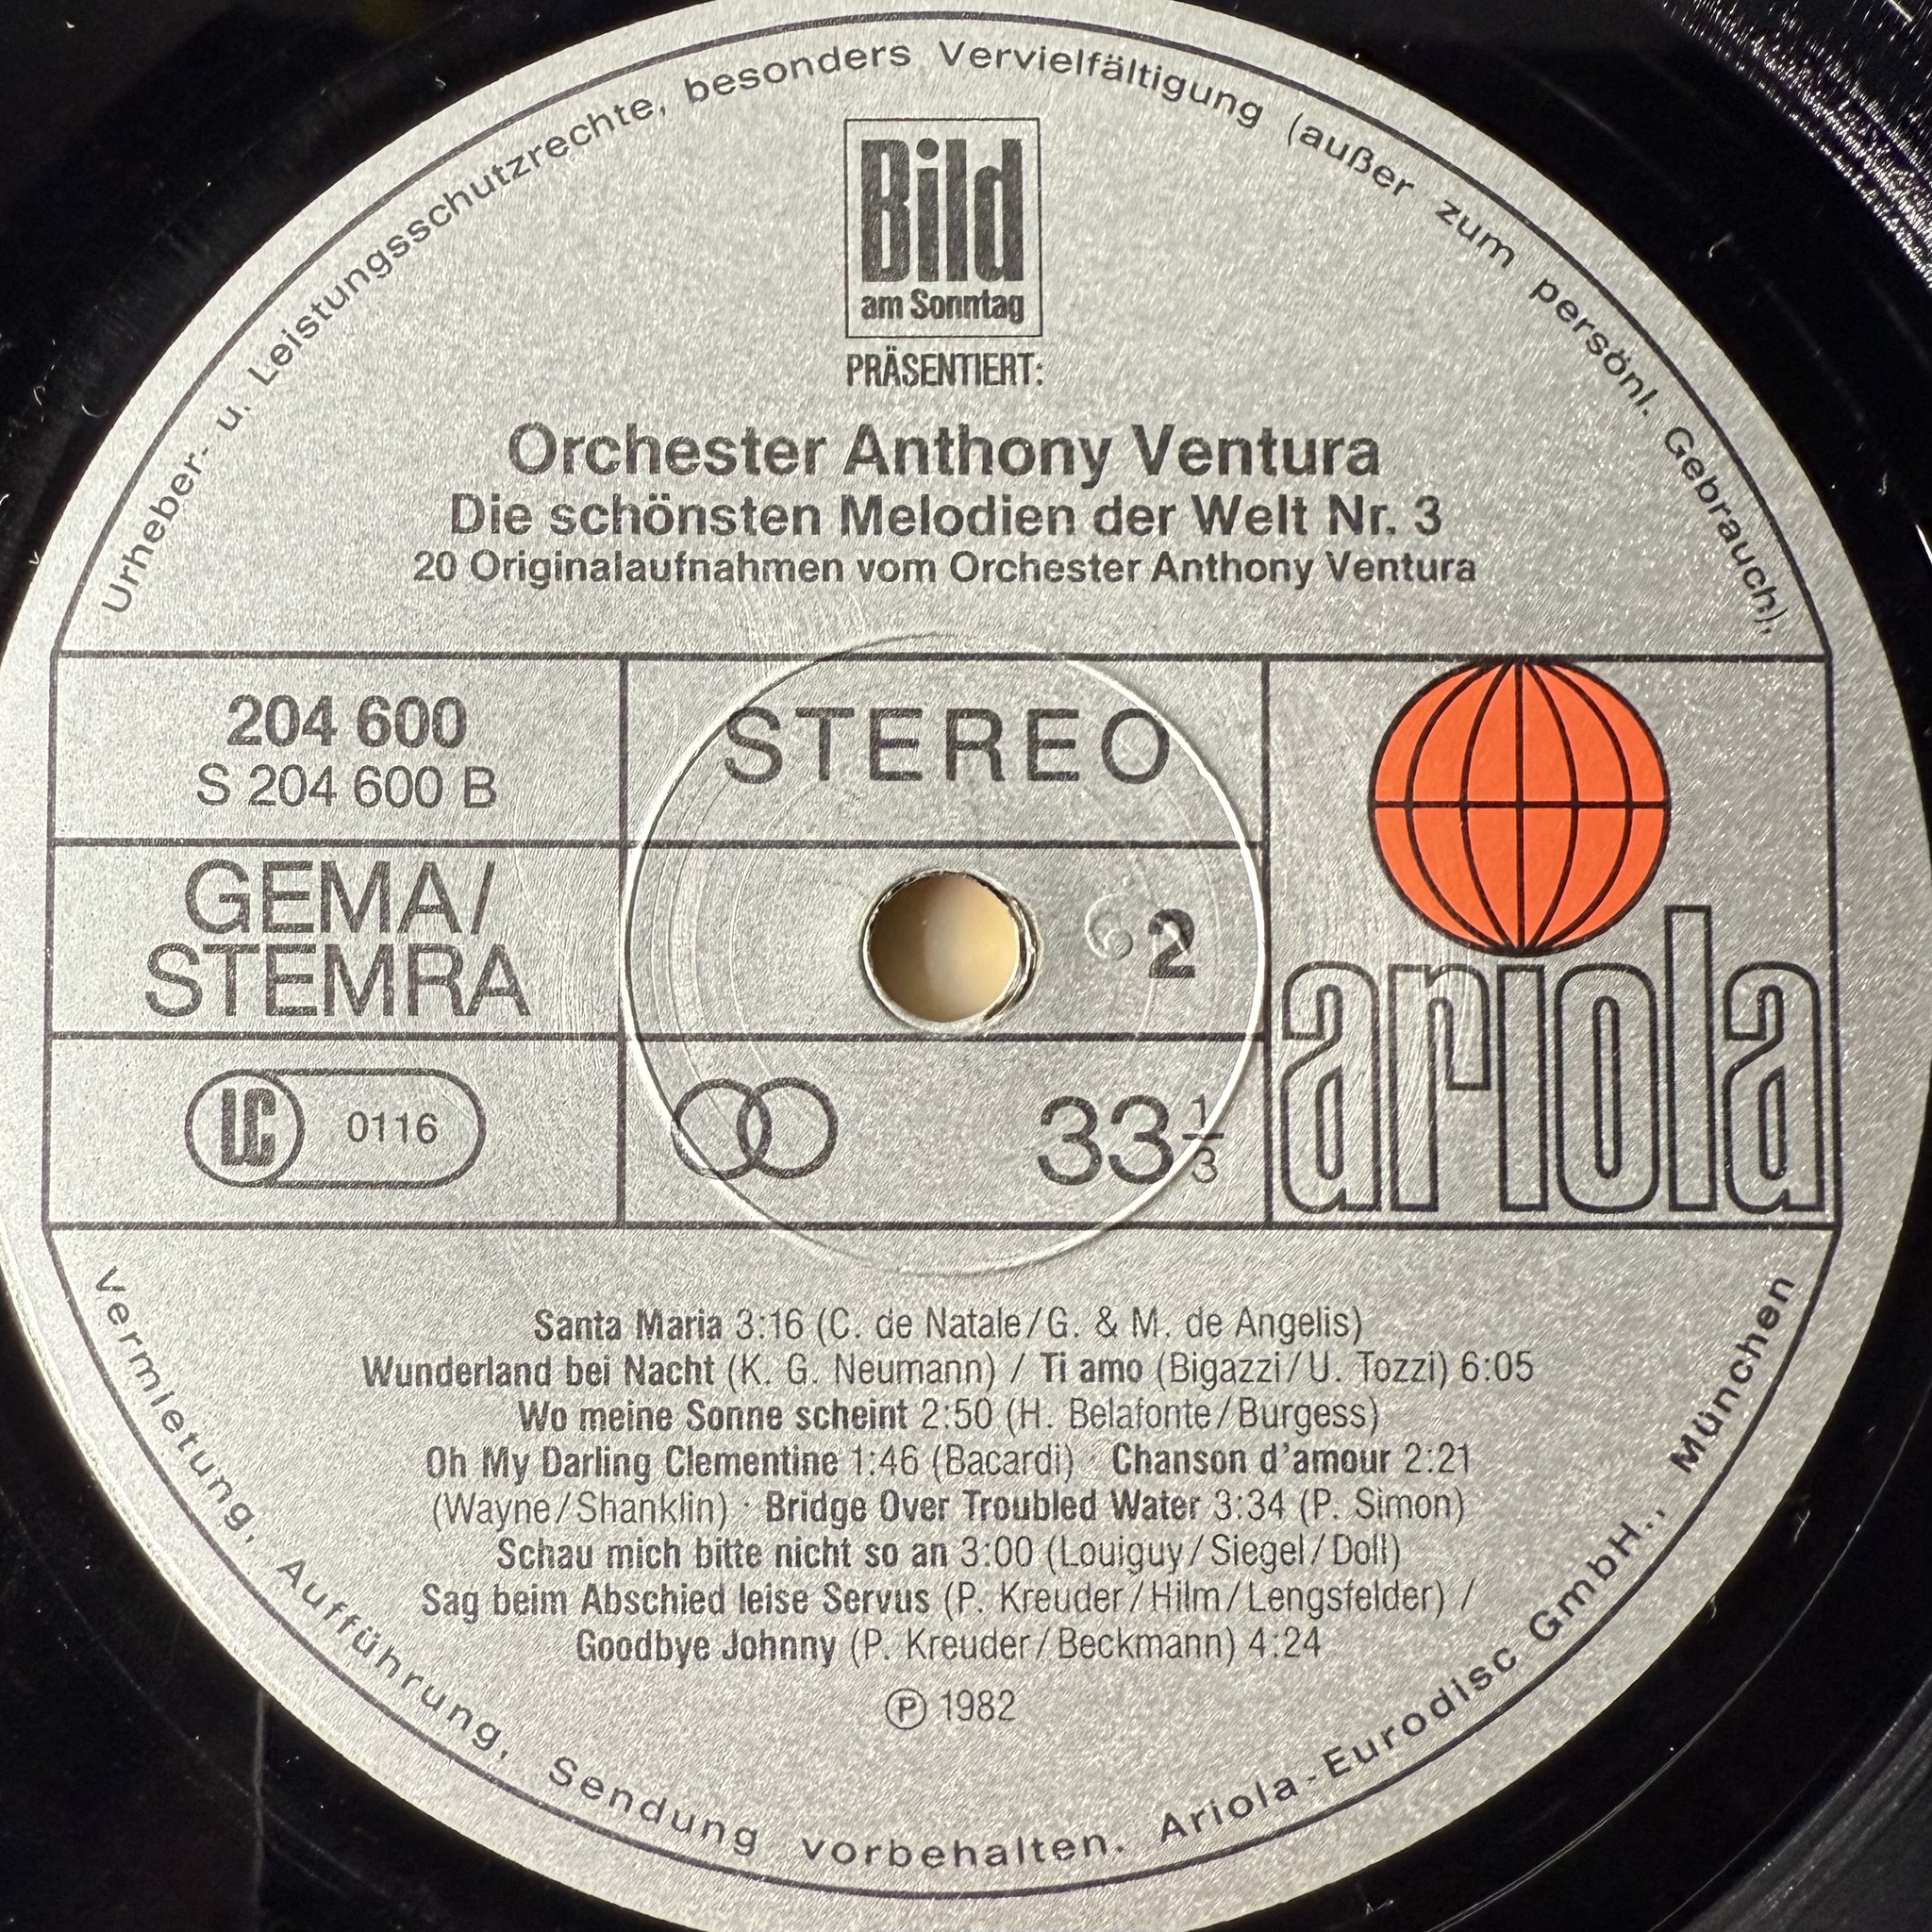 Urheber- u. Leistungsschutzrechte, besonders Vervielfältigung (außer zum persönl. Gebrauch),
Bild
am Sonntag
PRÄSENTIERT:
Orchester Anthony Ventura
Die schönsten Melodien der Welt Nr. 3
20 Originalaufnahmen vom Orchester Anthony Ventura
204 600
S 204 600 B
STEREO
GEMA/
STEMRA
6
2
LC 0116
33 1/3
ariola
Santa Maria 3:16 (C. de Natale/G. & M. de Angelis)
Wunderland bei Nacht (K. G. Neumann) / Ti amo (Bigazzi/U. Tozzi) 6:05
Wo meine Sonne scheint 2:50 (H. Belafonte/Burgess)
Oh My Darling Clementine 1:46 (Bacardi) · Chanson d'amour 2:21
(Wayne/Shanklin) · Bridge Over Troubled Water 3:34 (P. Simon)
Schau mich bitte nicht so an 3:00 (Louiguy/Siegel/Doll)
Sag beim Abschied leise Servus (P. Kreuder/Hilm/Lengsfelder) /
Goodbye Johnny (P. Kreuder/Beckmann) 4:24
Ⓟ 1982
Vermietung, Aufführung, Sendung vorbehalten. Ariola-Eurodisc GmbH., München